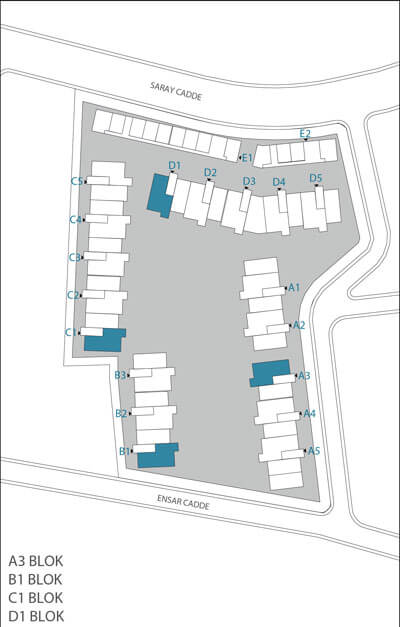 SARAY CADDE
E2
E1
D1
D2
D3
D4
D5
C5
C4
C3
C2
C1
A1
A2
A3
A4
A5
B3
B2
B1
ENSAR CADDE
A3 BLOK
B1 BLOK
C1 BLOK
D1 BLOK